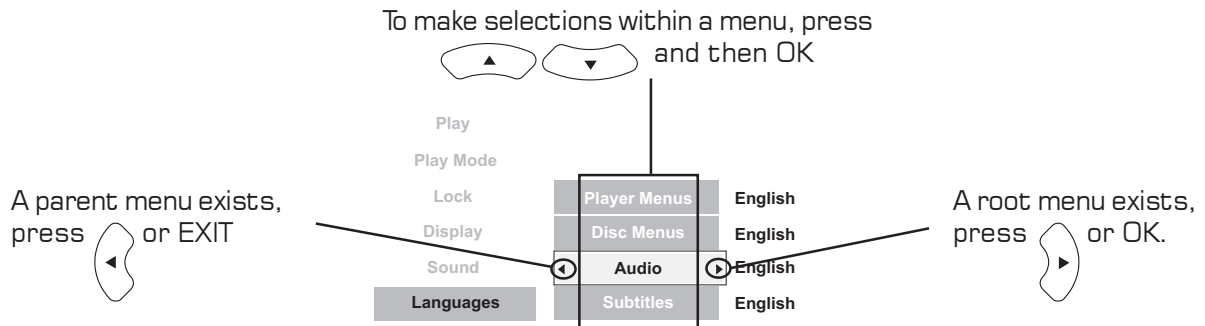 To make selections within a menu, press
and then OK
Play
Play Mode
Lock
Display
Sound
Languages
A parent menu exists,
press or EXIT
Player Menus English
Disc Menus English
Audio English
Subtitles English
A root menu exists,
press or OK.